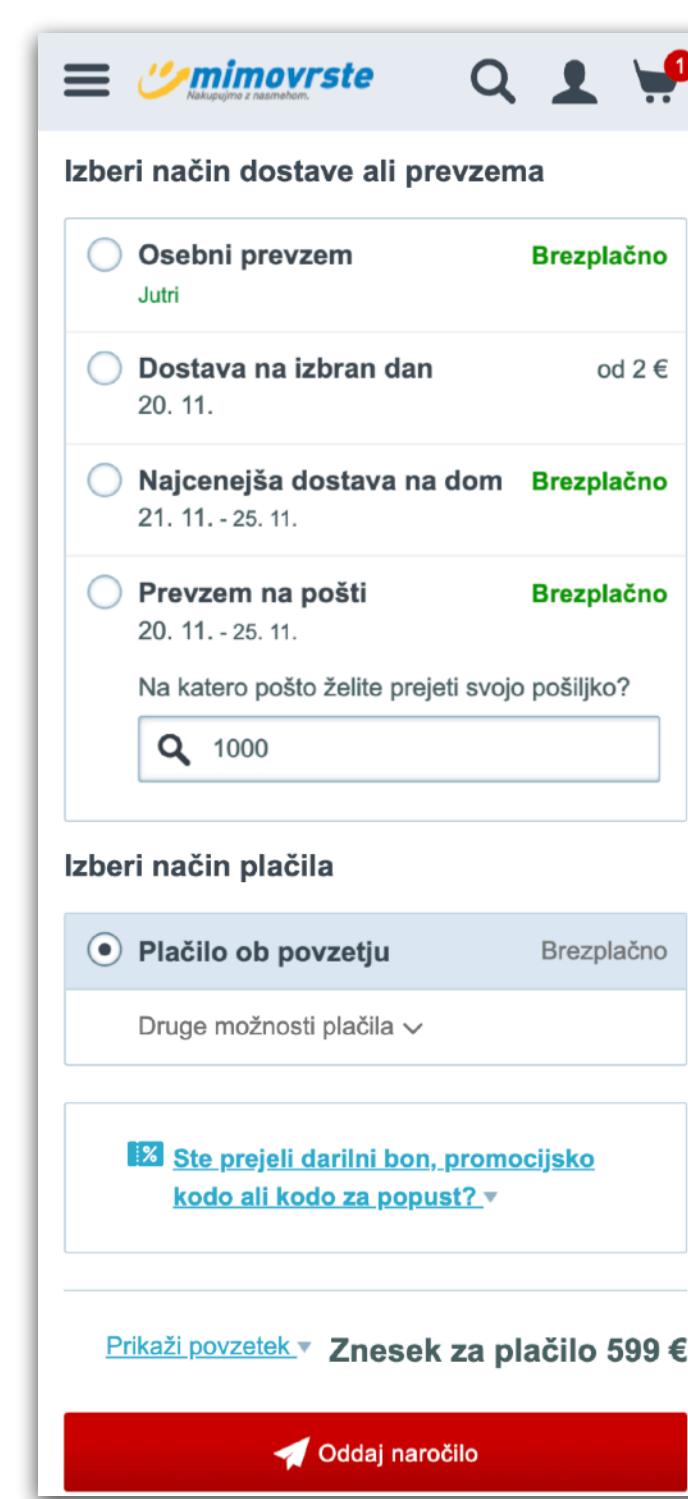 mimovrste
Nakupujmo z nasmehom.
1
Izberi način dostave ali prevzema
Osebni prevzem Brezplačno
Jutri
Dostava na izbran dan od 2 €
20. 11.
Najcenejša dostava na dom Brezplačno
21. 11. - 25. 11.
Prevzem na pošti Brezplačno
20. 11. - 25. 11.
Na katero pošto želite prejeti svojo pošiljko?
1000
Izberi način plačila
Plačilo ob povzetju Brezplačno
Druge možnosti plačila
% Ste prejeli darilni bon, promocijsko
kodo ali kodo za popust?
Prikaži povzetek Znesek za plačilo 599 €
Oddaj naročilo